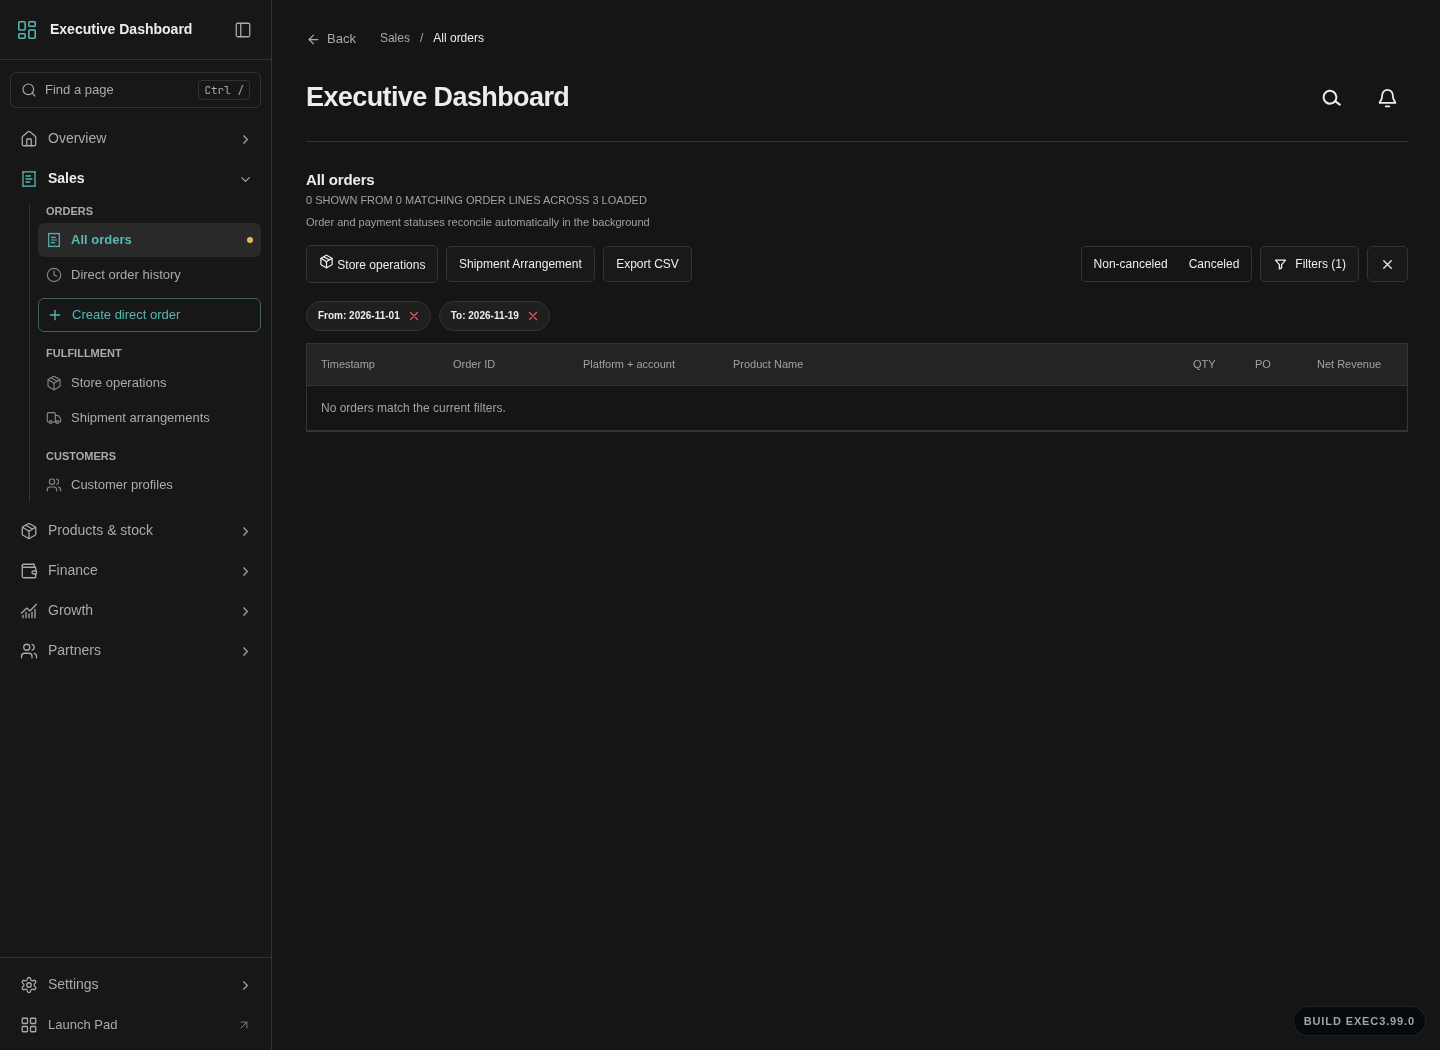 Executive Dashboard
Find a page
Ctrl /
Overview
Sales
ORDERS
All orders
Direct order history
Create direct order
FULFILLMENT
Store operations
Shipment arrangements
CUSTOMERS
Customer profiles
Products & stock
Finance
Growth
Partners
Settings
Launch Pad
Back Sales / All orders
Executive Dashboard
All orders
0 SHOWN FROM 0 MATCHING ORDER LINES ACROSS 3 LOADED
Order and payment statuses reconcile automatically in the background
Store operations Shipment Arrangement Export CSV Non-canceled Canceled Filters (1)
From: 2026-11-01 To: 2026-11-19
Timestamp Order ID Platform + account Product Name QTY PO Net Revenue
No orders match the current filters.
BUILD EXEC3.99.0